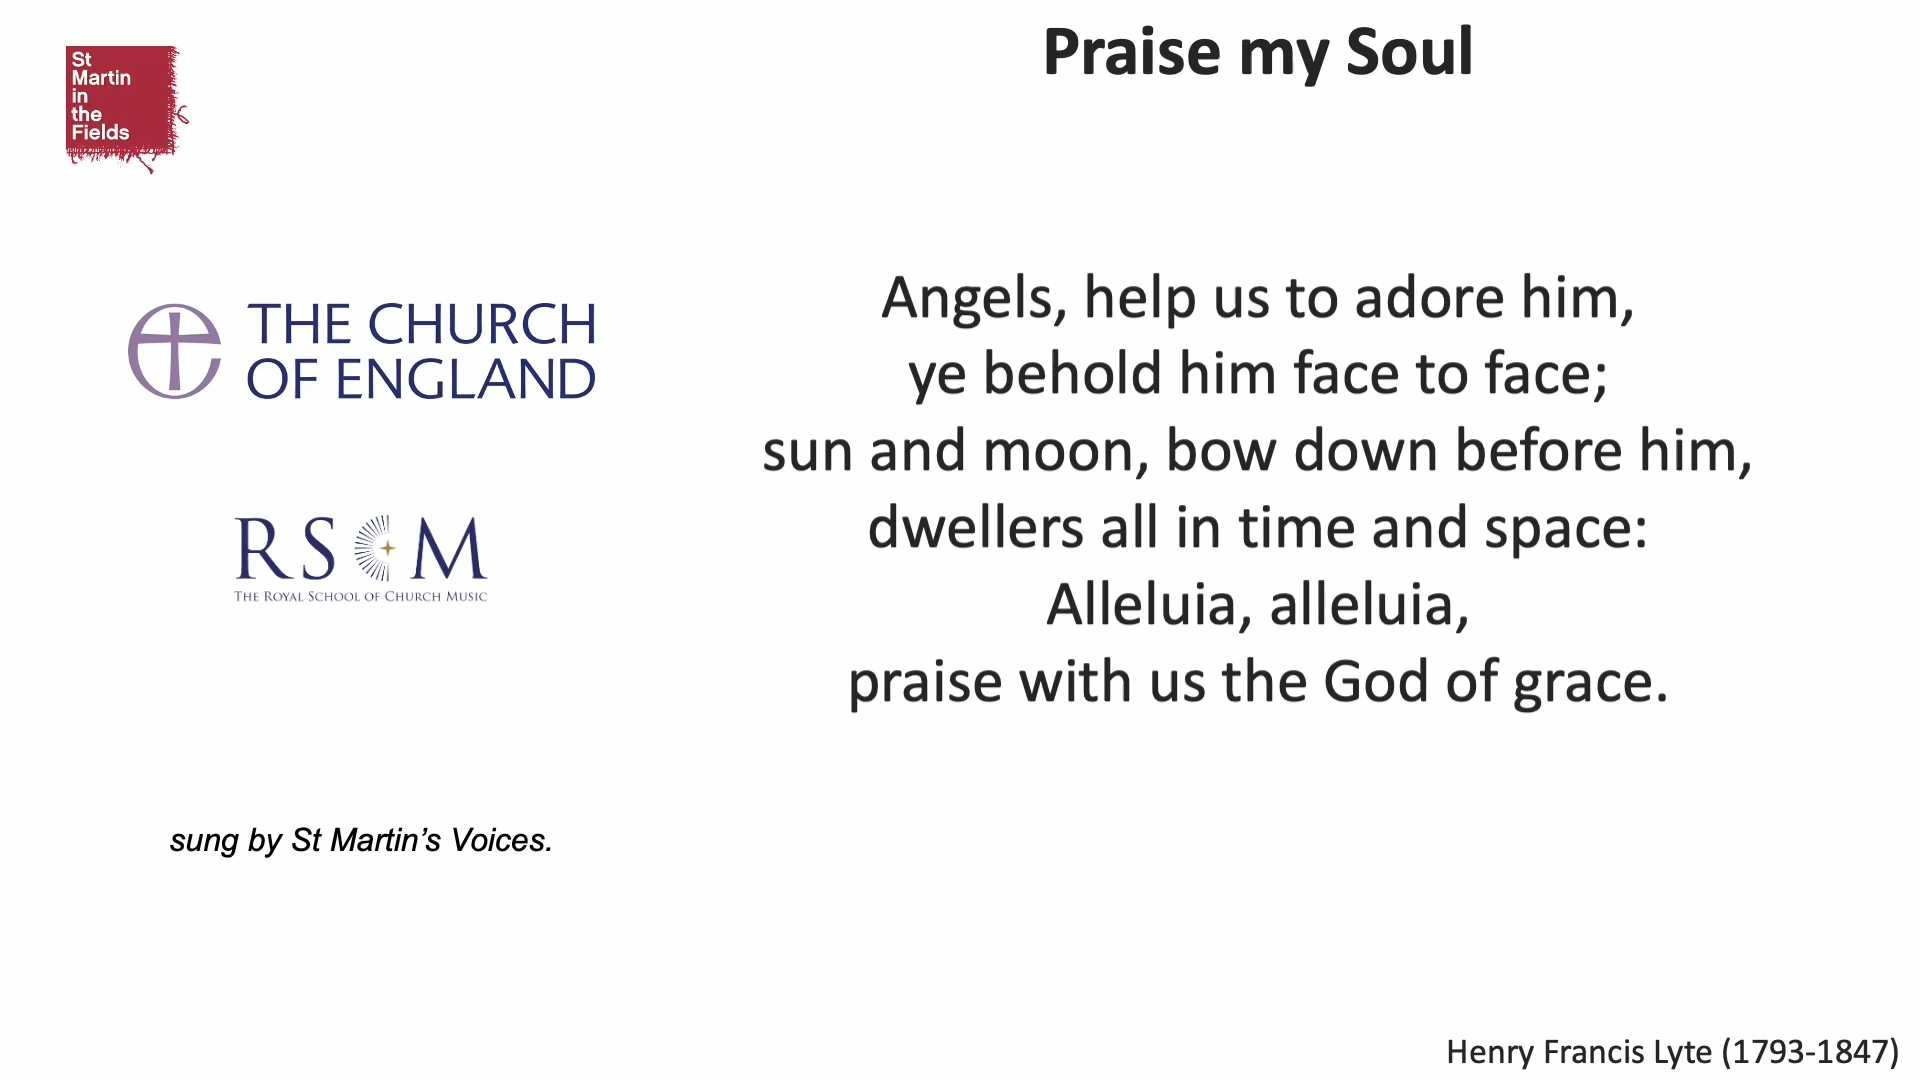 St
Martin
in
the
Fields
THE CHURCH
OF ENGLAND
RSCM
THE ROYAL SCHOOL OF CHURCH MUSIC
sung by St Martin’s Voices.
Praise my Soul
Angels, help us to adore him,
ye behold him face to face;
sun and moon, bow down before him,
dwellers all in time and space:
Alleluia, alleluia,
praise with us the God of grace.
Henry Francis Lyte (1793-1847)